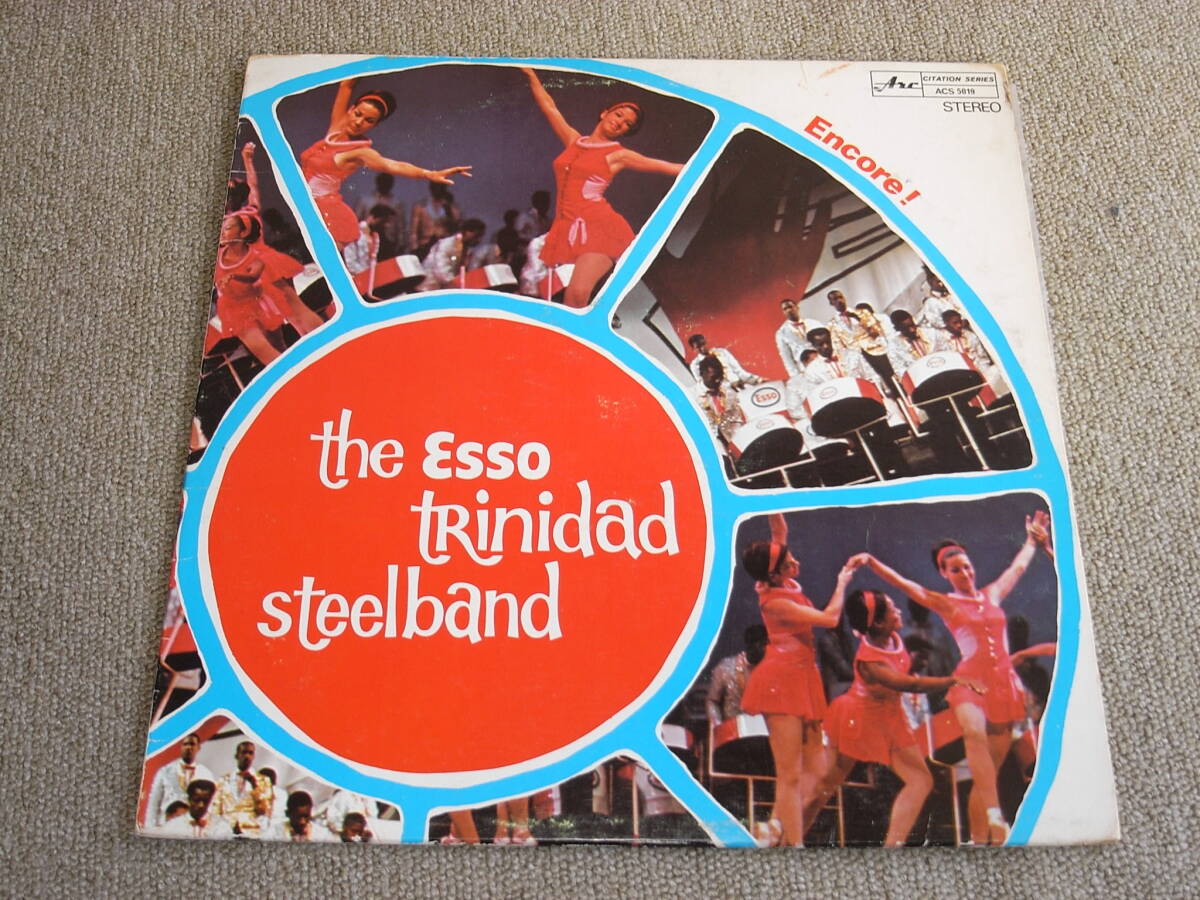 Arc
CITATION SERIES
ACS 5019
STEREO
Encore!
the Esso
trinidad
steelband
Esso